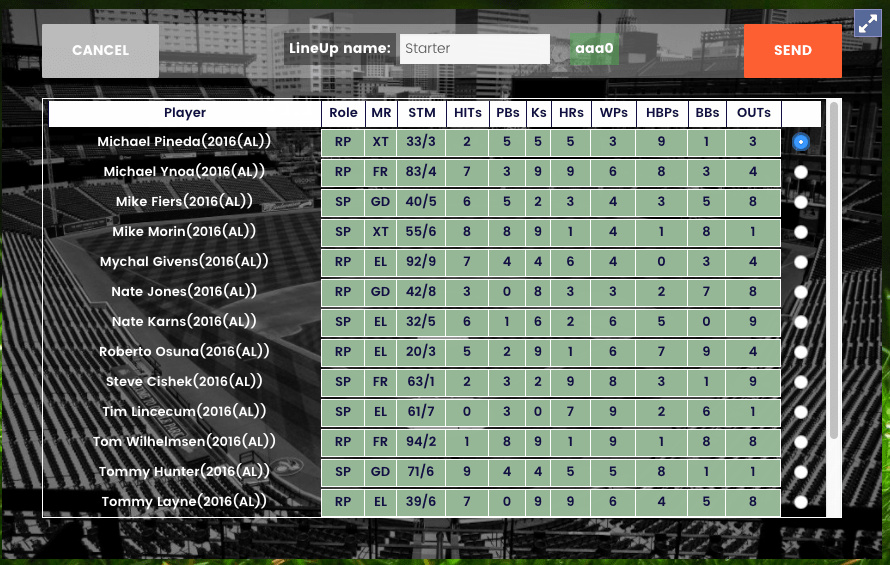 CANCEL LineUp name: Starter aaa0 SEND
Player Role MR STM HITs PBs Ks HRs WPs HBPs BBs OUTs
Michael Pineda(2016(AL)) RP XT 33/3 2 5 5 5 3 9 1 3
Michael Ynoa(2016(AL)) RP FR 83/4 7 3 9 9 6 8 3 4
Mike Fiers(2016(AL)) SP GD 40/5 6 5 2 3 4 3 5 8
Mike Morin(2016(AL)) SP XT 55/6 8 8 9 1 4 1 8 1
Mychal Givens(2016(AL)) RP EL 92/9 7 4 4 6 4 0 3 4
Nate Jones(2016(AL)) RP GD 42/8 3 0 8 3 3 2 7 8
Nate Karns(2016(AL)) SP EL 32/5 6 1 6 2 6 5 0 9
Roberto Osuna(2016(AL)) RP EL 20/3 5 2 9 1 6 7 9 4
Steve Cishek(2016(AL)) SP FR 63/1 2 3 2 9 8 3 1 9
Tim Lincecum(2016(AL)) SP EL 61/7 0 3 0 7 9 2 6 1
Tom Wilhelmsen(2016(AL)) RP FR 94/2 1 8 9 1 9 1 8 8
Tommy Hunter(2016(AL)) SP GD 71/6 9 4 4 5 5 8 1 1
Tommy Layne(2016(AL)) RP EL 39/6 7 0 9 9 6 4 5 8